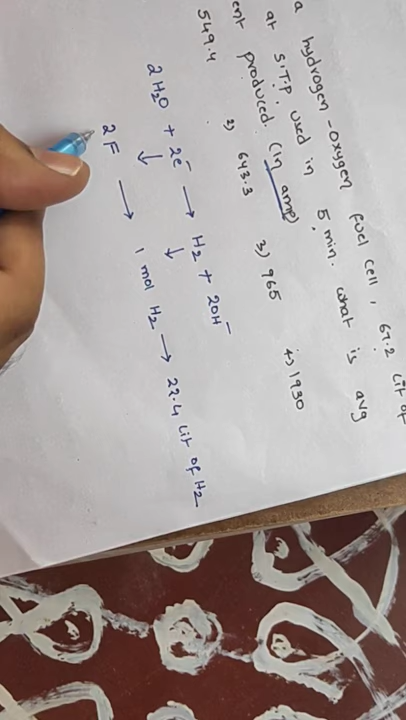 a hydrogen-oxygen fuel cell, 67.2 lit of
at S.T.P. used in 5 min. what is avg
ent produced. (in amp)
549.4 2) 643.3 3) 965 4) 1930
2H₂O + 2e⁻ → H₂ + 2OH⁻
↓ ↓
2F → 1 mol H₂ → 22.4 lit of H₂